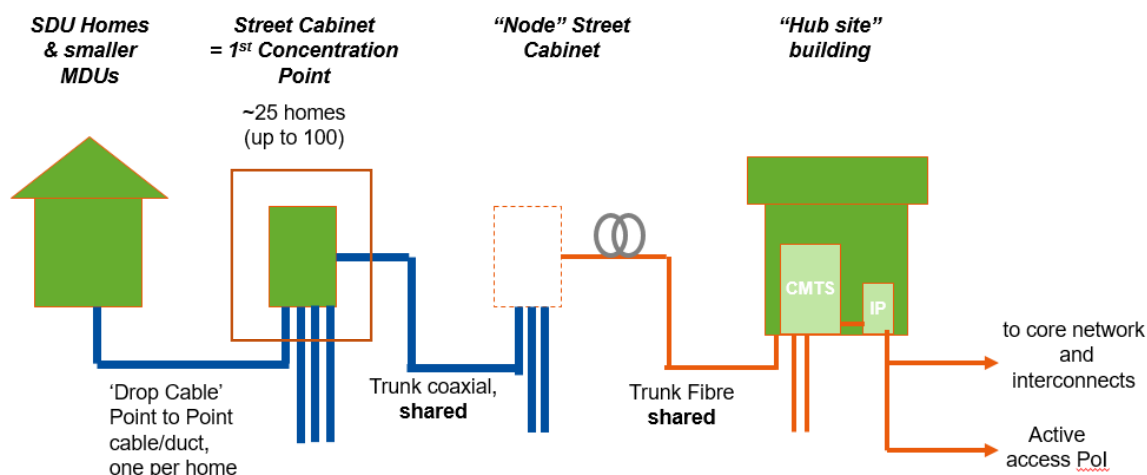 SDU Homes
& smaller
MDUs
Street Cabinet
= 1st Concentration
Point
~25 homes
(up to 100)
“Node” Street
Cabinet
“Hub site”
building
CMTS
IP
‘Drop Cable’
Point to Point
cable/duct,
one per home
Trunk coaxial,
shared
Trunk Fibre
shared
to core network
and
interconnects
Active
access PoI